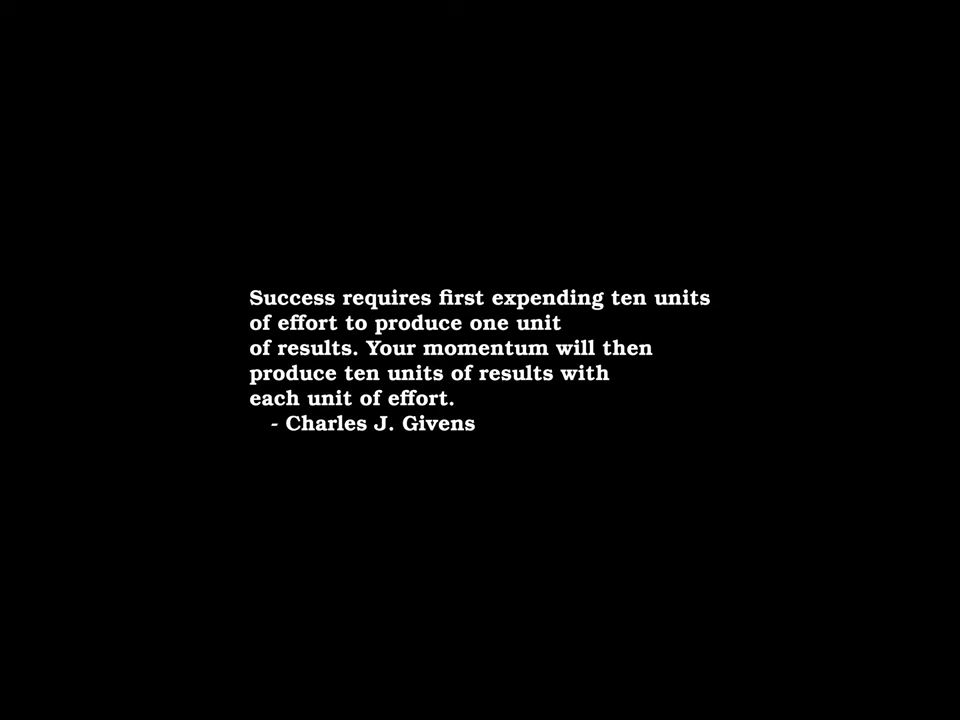 Success requires first expending ten units
of effort to produce one unit
of results. Your momentum will then
produce ten units of results with
each unit of effort.
- Charles J. Givens